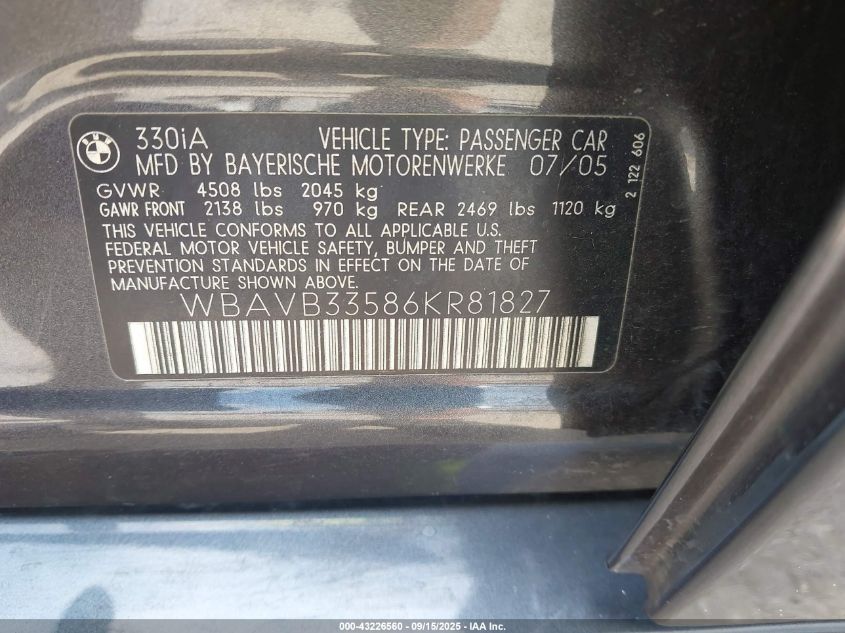 BMW
330iA VEHICLE TYPE: PASSENGER CAR
MFD BY BAYERISCHE MOTORENWERKE 07/05
GVWR 4508 lbs 2045 kg
GAWR FRONT 2138 lbs 970 kg REAR 2469 lbs 1120 kg
THIS VEHICLE CONFORMS TO ALL APPLICABLE U.S.
FEDERAL MOTOR VEHICLE SAFETY, BUMPER AND THEFT
PREVENTION STANDARDS IN EFFECT ON THE DATE OF
MANUFACTURE SHOWN ABOVE.
WBAVB33586KR81827
2 122 606
000-43226560 - 09/15/2025 - IAA Inc.